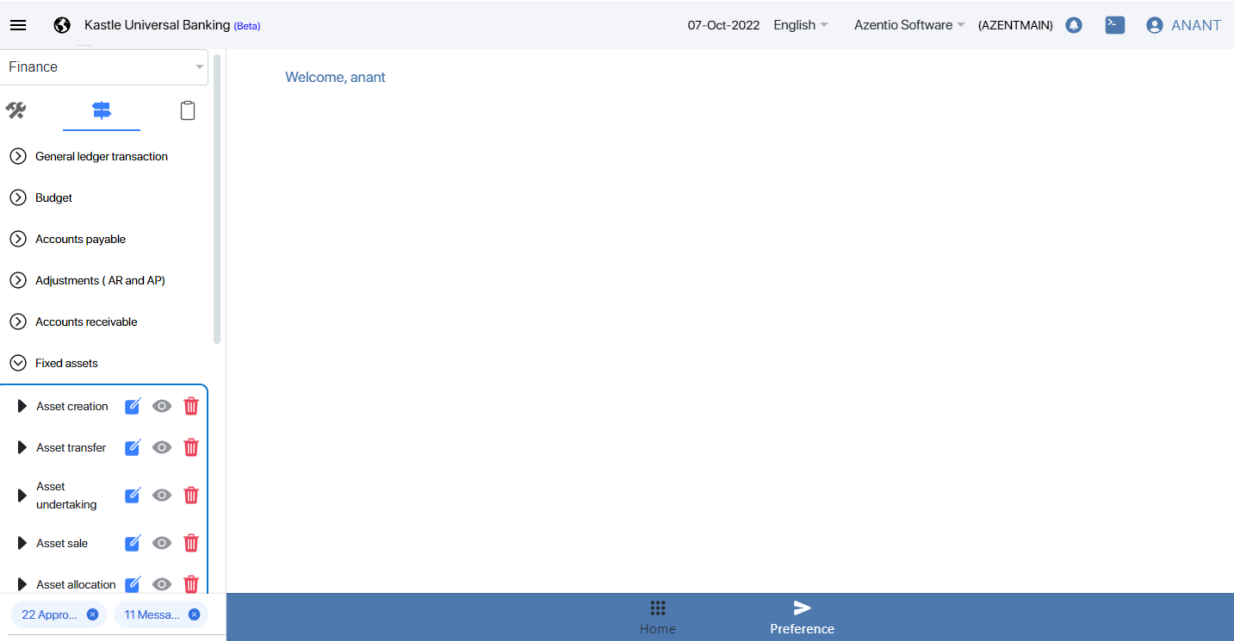 Kastle Universal Banking (Beta)
07-Oct-2022 English Azentio Software (AZENTMAIN) ANANT
Finance
Welcome, anant
General ledger transaction
Budget
Accounts payable
Adjustments ( AR and AP)
Accounts receivable
Fixed assets
Asset creation
Asset transfer
Asset
undertaking
Asset sale
Asset allocation
22 Appro... 11 Messa...
Home Preference